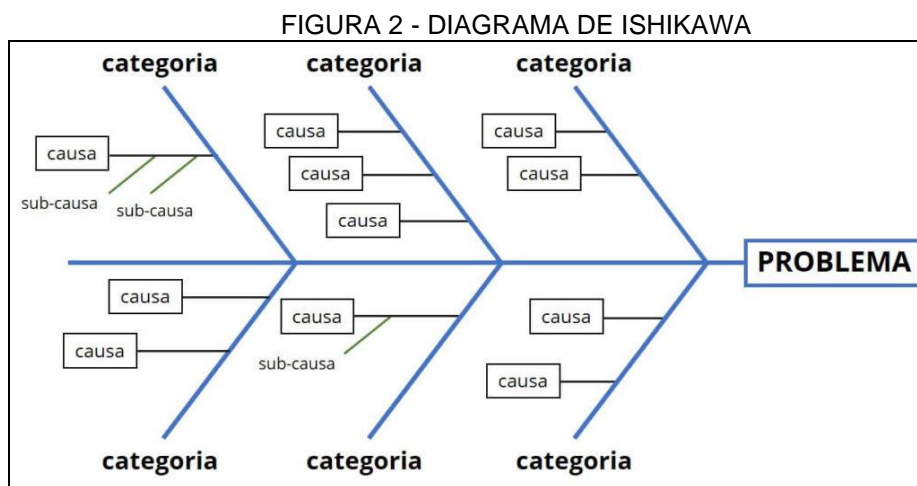 FIGURA 2 - DIAGRAMA DE ISHIKAWA
categoria categoria categoria
causa causa
causa
causa causa
sub-causa sub-causa
causa
PROBLEMA
causa
causa causa
causa
sub-causa
causa
categoria categoria categoria